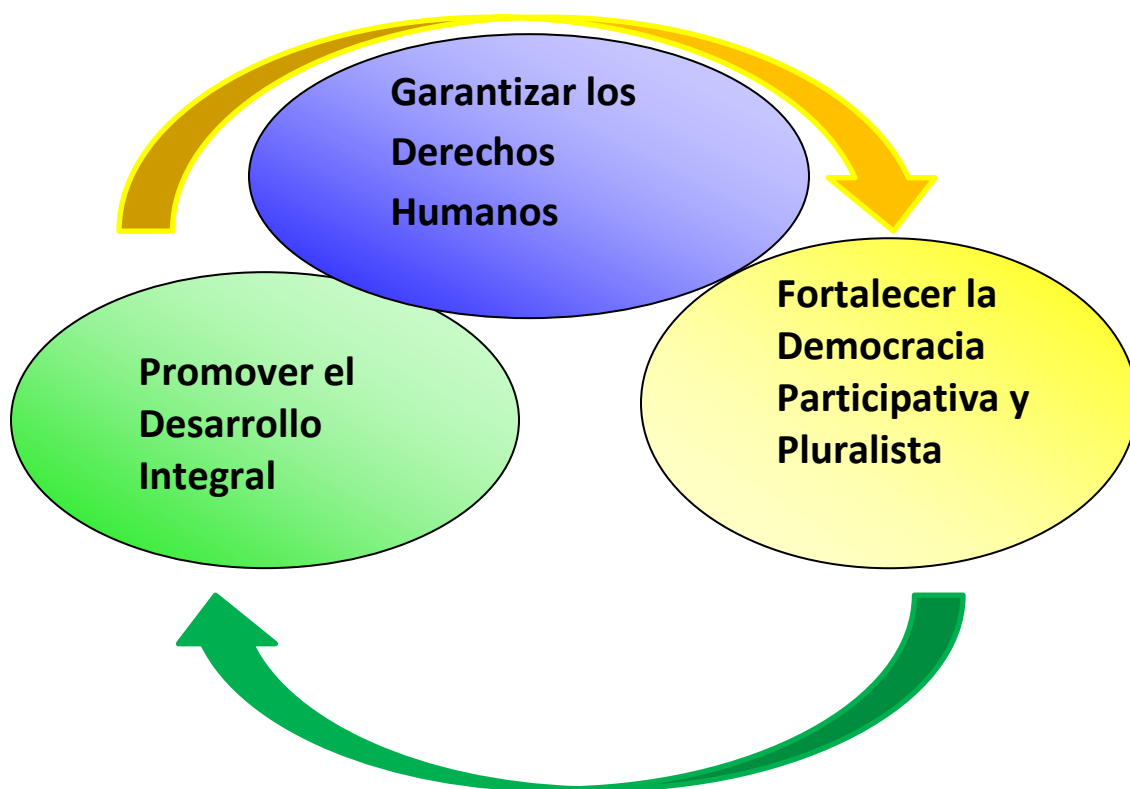 Garantizar los
Derechos
Humanos
Fortalecer la
Democracia
Participativa y
Pluralista
Promover el
Desarrollo
Integral